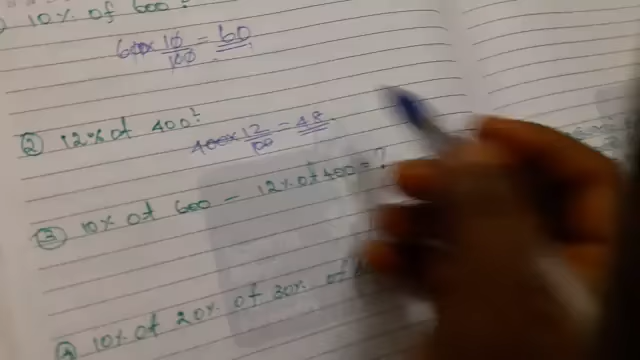 10% of 600?
600 × 10/100 = 60
② 12% of 400?
400 × 12/100 = 48
③ 10% of 600 - 12% of 400 = ?
④ 10% of 20% of 30% of